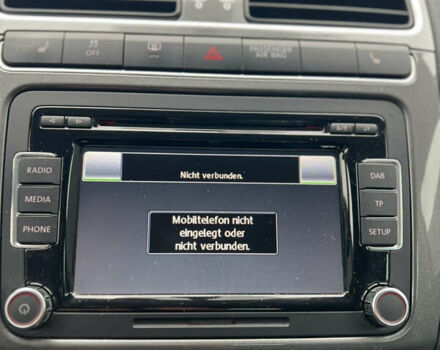 OFF
PASSENGER
AIR BAG
RADIO
MEDIA
PHONE
DAB
TP
SETUP
Nicht verbunden.
Mobiltelefon nicht
eingelegt oder
nicht verbunden.